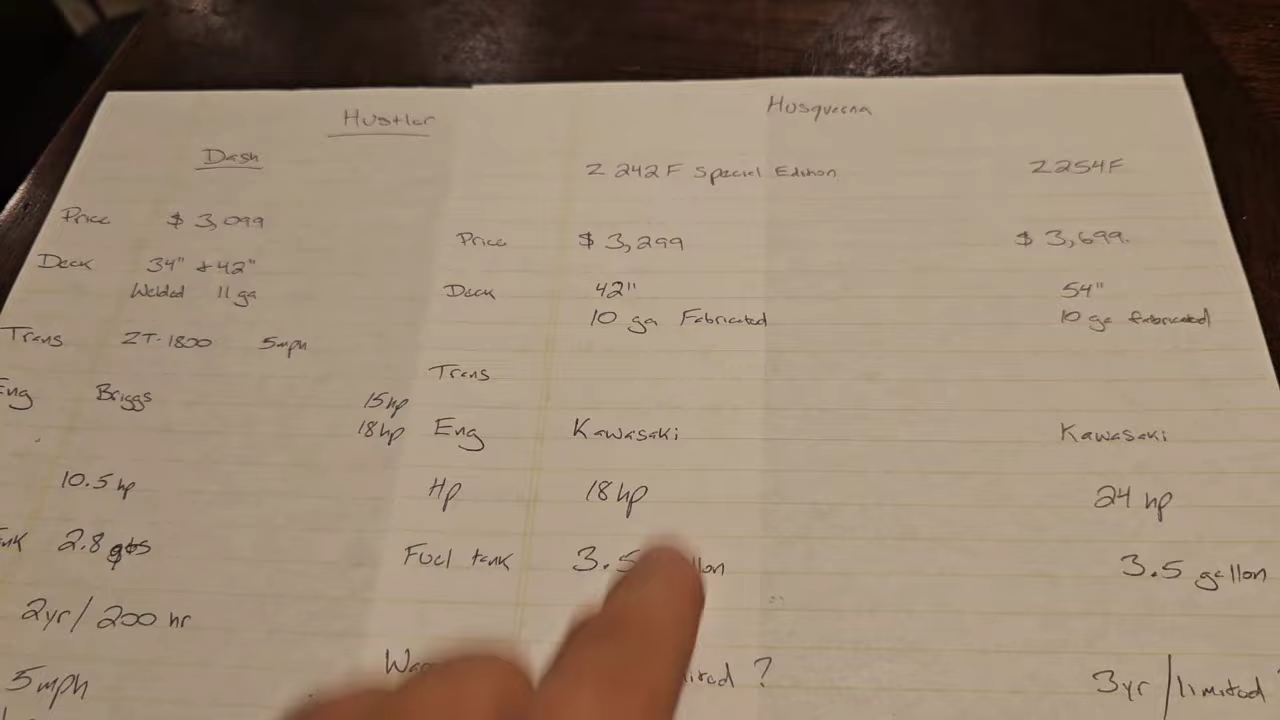 Hustler
Dash
Price $ 3,099
Deck 34" & 42"
Welded 11 ga
Trans ZT-1800 5mph
Eng Briggs 15hp
18hp
10.5 hp
2.8
2yr/200 hr
5mph
Husqverna
Z 242 F Special Edition Z254F
Price $ 3,299 $ 3,699.
Deck 42" 54"
10 ga Fabricated 10 ga fabricated
Trans
Eng Kawasaki Kawasaki
Hp 18 hp 24 hp
Fuel tank 3.5 3.5 gallon
? 3yr/limited